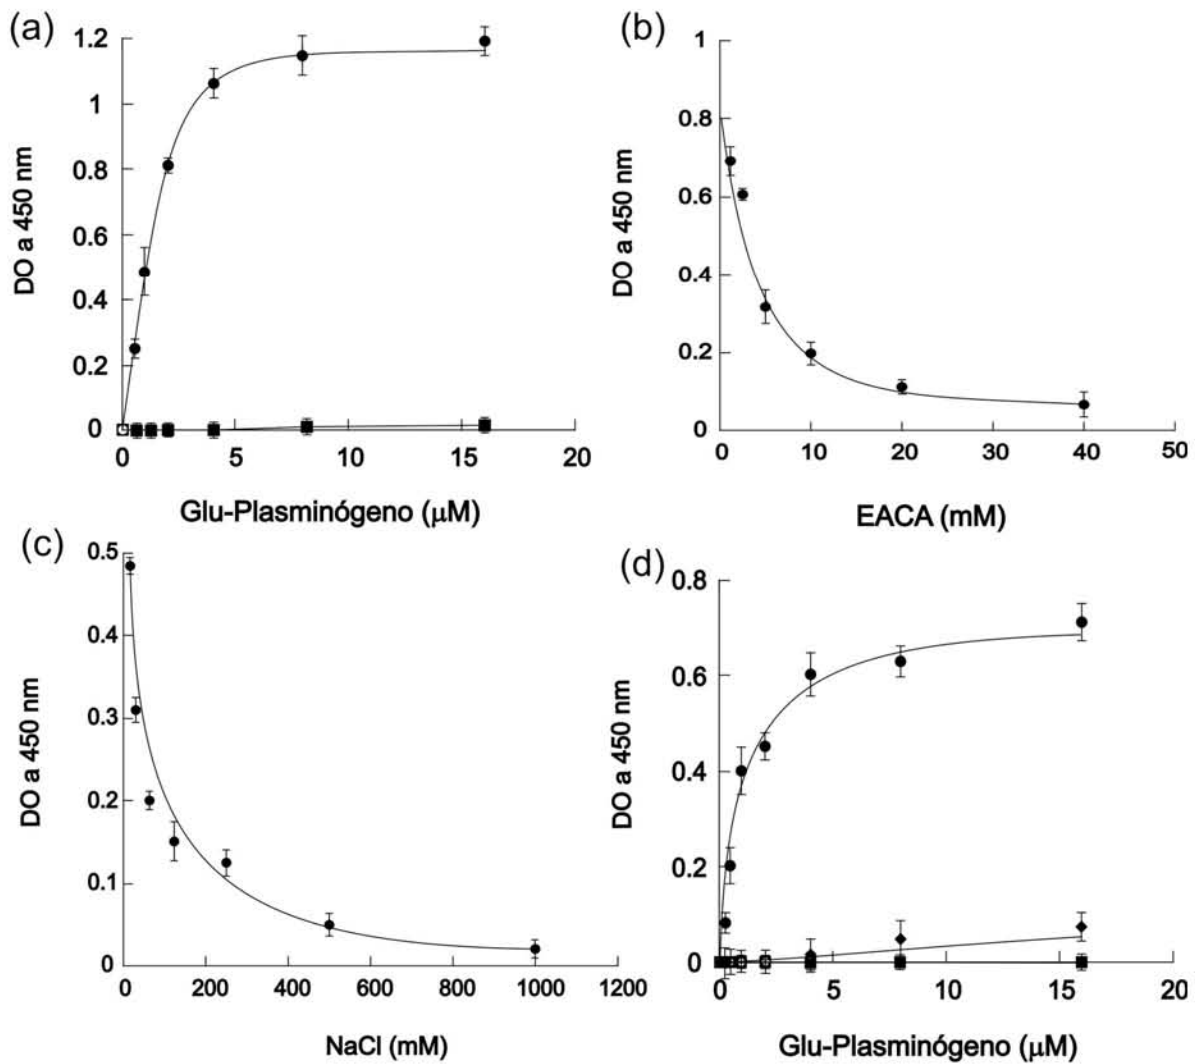 (a)
1.2
1
0.8
0.6
0.4
0.2
0
DO a 450 nm
0 5 10 15 20
Glu-Plasminógeno (μM)
(b)
1
0.8
0.6
0.4
0.2
0
DO a 450 nm
0 10 20 30 40 50
EACA (mM)
(c)
0.5
0.4
0.3
0.2
0.1
0
DO a 450 nm
0 200 400 600 800 1000 1200
NaCl (mM)
(d)
0.8
0.6
0.4
0.2
0
DO a 450 nm
0 5 10 15 20
Glu-Plasminógeno (μM)